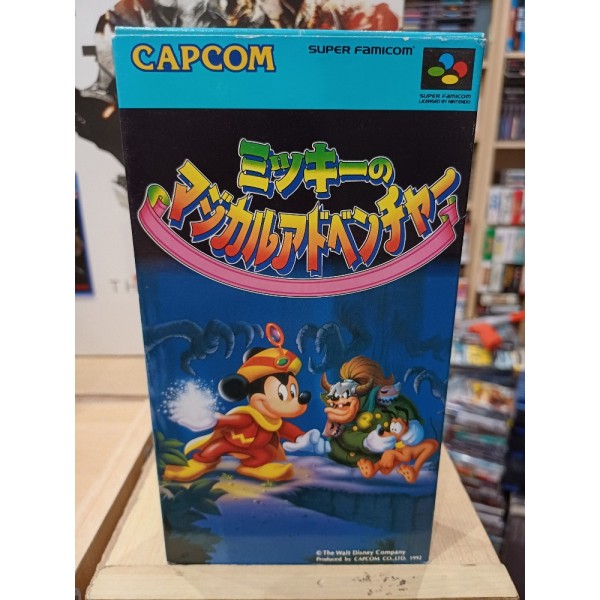 CAPCOM
SUPER FAMICOM
SUPER FAMICOM
LICENSED BY NINTENDO
ミッキーの
マジカルアドベンチャー
© The Walt Disney Company
Produced by CAPCOM CO., LTD. 1992
TH